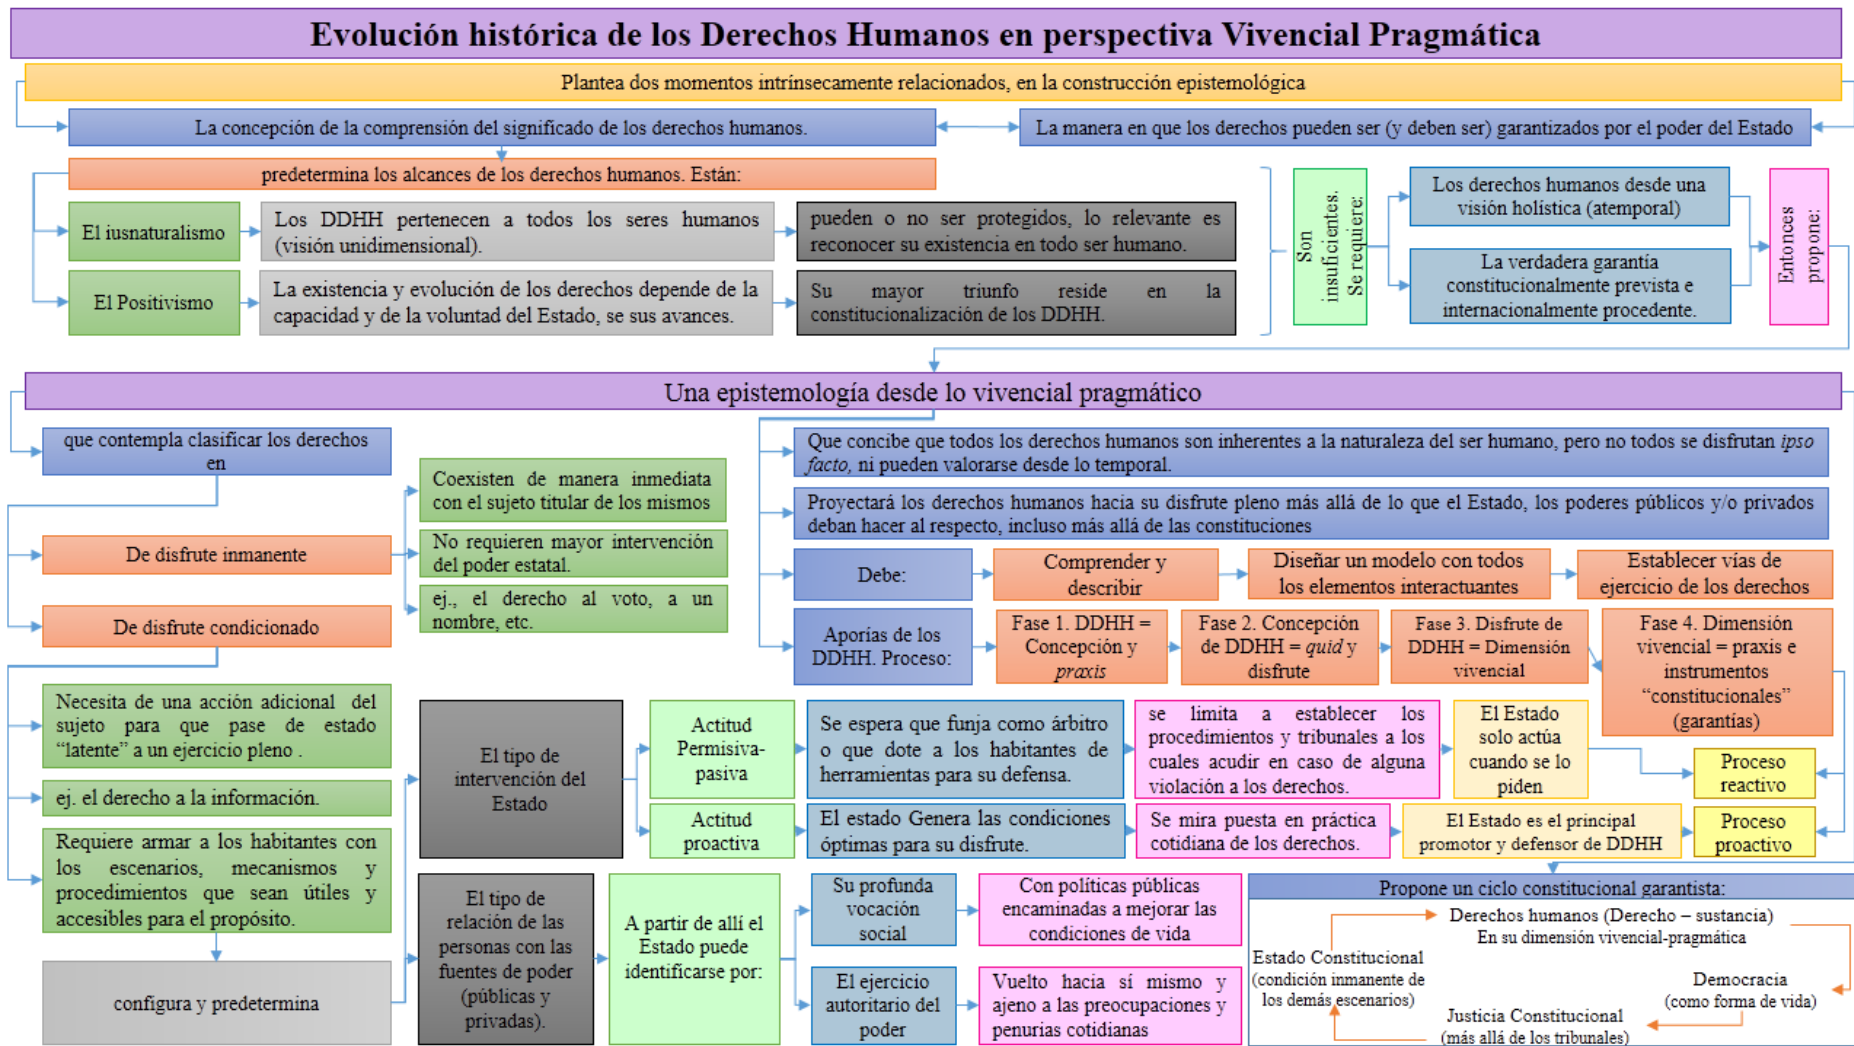 Evolución histórica de los Derechos Humanos en perspectiva Vivencial Pragmática
Plantea dos momentos intrínsecamente relacionados, en la construcción epistemológica
La concepción de la comprensión del significado de los derechos humanos.
La manera en que los derechos pueden ser (y deben ser) garantizados por el poder del Estado
predetermina los alcances de los derechos humanos. Están:
El iusnaturalismo
Los DDHH pertenecen a todos los seres humanos
(visión unidimensional).
pueden o no ser protegidos, lo relevante es
reconocer su existencia en todo ser humano.
El Positivismo
La existencia y evolución de los derechos depende de la
capacidad y de la voluntad del Estado, se sus avances.
Su mayor triunfo reside en la
constitucionalización de los DDHH.
Son
insuficientes.
Se requiere:
Los derechos humanos desde una
visión holística (atemporal)
La verdadera garantía
constitucionalmente prevista e
internacionalmente procedente.
Entonces
propone:
Una epistemología desde lo vivencial pragmático
que contempla clasificar los derechos
en
De disfrute inmanente
Coexisten de manera inmediata
con el sujeto titular de los mismos
No requieren mayor intervención
del poder estatal.
ej., el derecho al voto, a un
nombre, etc.
De disfrute condicionado
Necesita de una acción adicional del
sujeto para que pase de estado
“latente” a un ejercicio pleno .
ej. el derecho a la información.
Requiere armar a los habitantes con
los escenarios, mecanismos y
procedimientos que sean útiles y
accesibles para el propósito.
configura y predetermina
Que concibe que todos los derechos humanos son inherentes a la naturaleza del ser humano, pero no todos se disfrutan ipso
facto, ni pueden valorarse desde lo temporal.
Proyectará los derechos humanos hacia su disfrute pleno más allá de lo que el Estado, los poderes públicos y/o privados
deban hacer al respecto, incluso más allá de las constituciones
Debe:
Comprender y
describir
Diseñar un modelo con todos
los elementos interactuantes
Establecer vías de
ejercicio de los derechos
Aporías de los
DDHH. Proceso:
Fase 1. DDHH =
Concepción y
praxis
Fase 2. Concepción
de DDHH = quid y
disfrute
Fase 3. Disfrute de
DDHH = Dimensión
vivencial
Fase 4. Dimensión
vivencial = praxis e
instrumentos
“constitucionales”
(garantías)
El tipo de
intervención del
Estado
Actitud
Permisiva-
pasiva
Se espera que funja como árbitro
o que dote a los habitantes de
herramientas para su defensa.
se limita a establecer los
procedimientos y tribunales a los
cuales acudir en caso de alguna
violación a los derechos.
El Estado
solo actúa
cuando se lo
piden
Proceso
reactivo
Actitud
proactiva
El estado Genera las condiciones
óptimas para su disfrute.
Se mira puesta en práctica
cotidiana de los derechos.
El Estado es el principal
promotor y defensor de DDHH
Proceso
proactivo
El tipo de
relación de las
personas con las
fuentes de poder
(públicas y
privadas).
A partir de allí el
Estado puede
identificarse por:
Su profunda
vocación
social
Con políticas públicas
encaminadas a mejorar las
condiciones de vida
El ejercicio
autoritario del
poder
Vuelto hacia sí mismo y
ajeno a las preocupaciones y
penurias cotidianas
Propone un ciclo constitucional garantista:
Derechos humanos (Derecho – sustancia)
En su dimensión vivencial-pragmática
Estado Constitucional
(condición inmanente de
los demás escenarios)
Democracia
(como forma de vida)
Justicia Constitucional
(más allá de los tribunales)